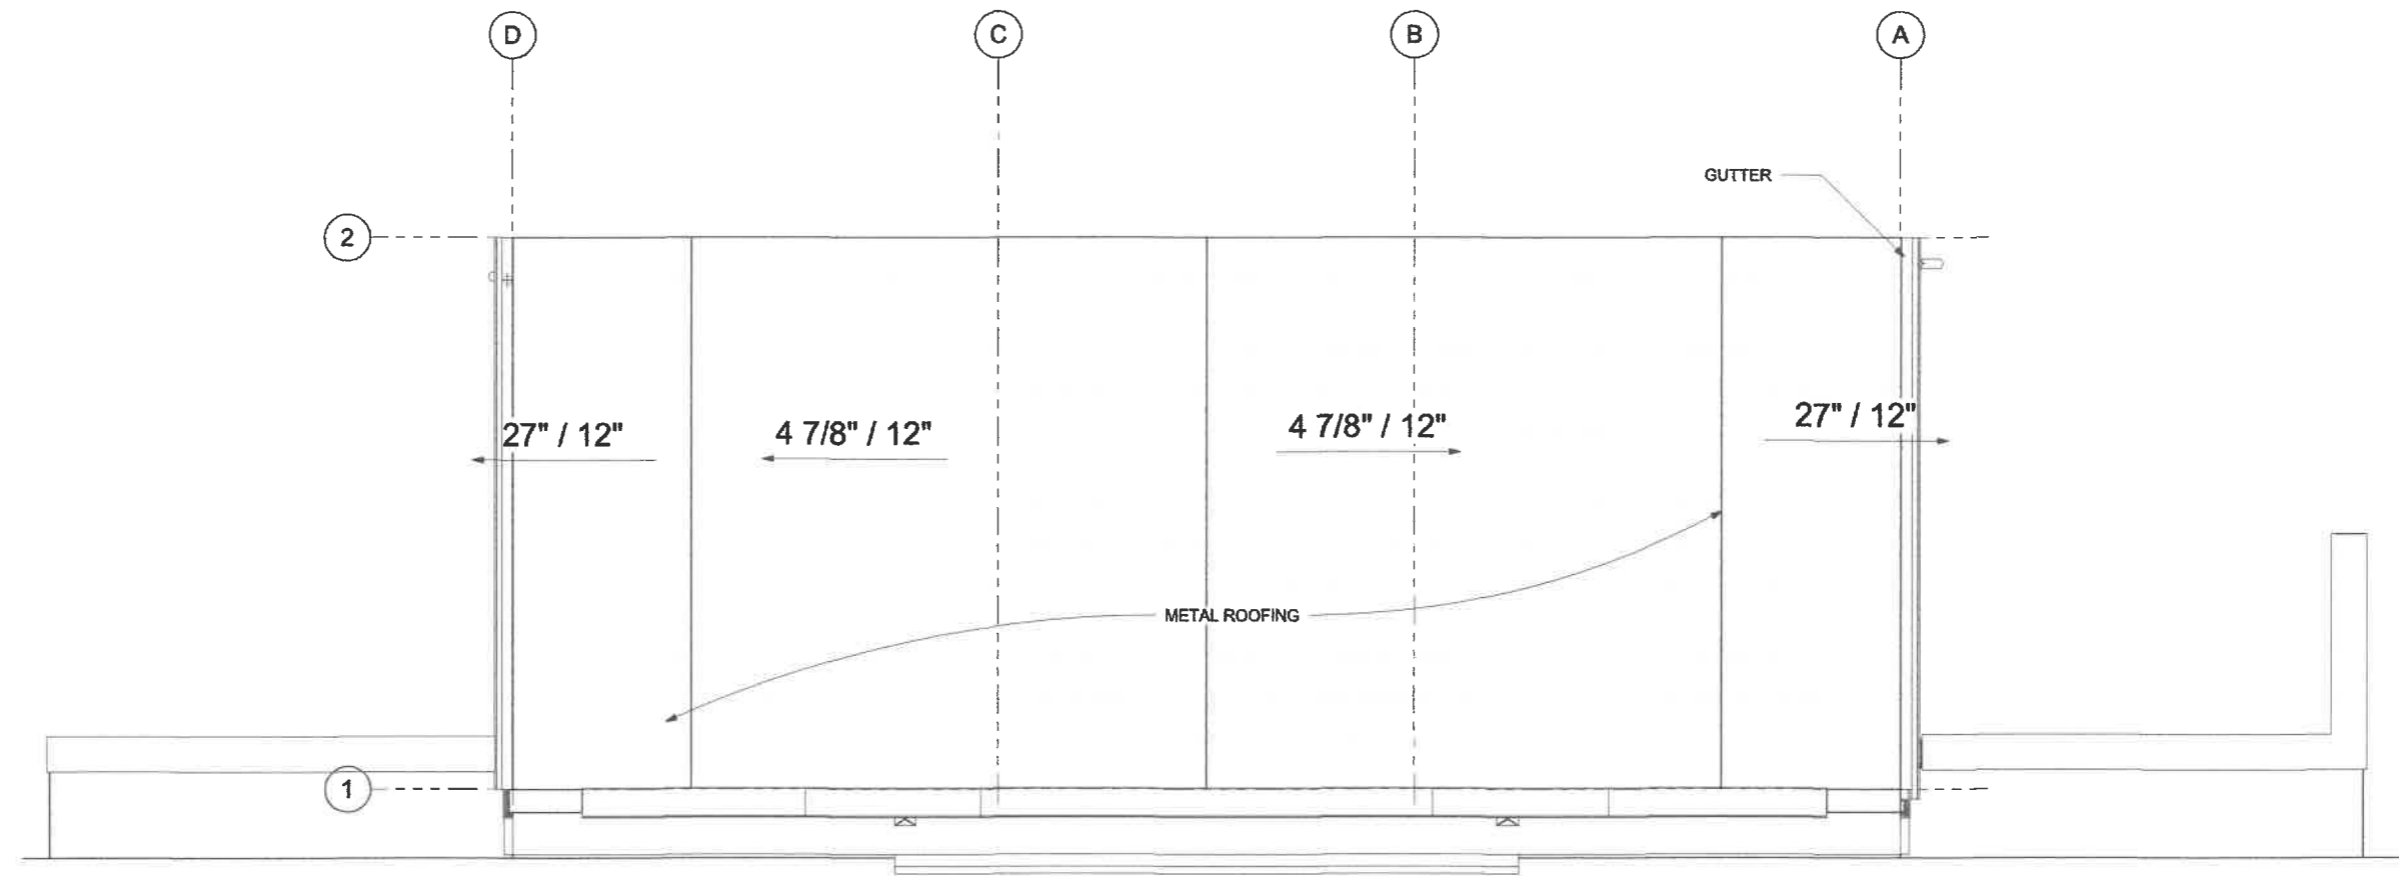 D
C
B
A
GUTTER
2
27" / 12"
4 7/8" / 12"
4 7/8" / 12"
27" / 12"
METAL ROOFING
1